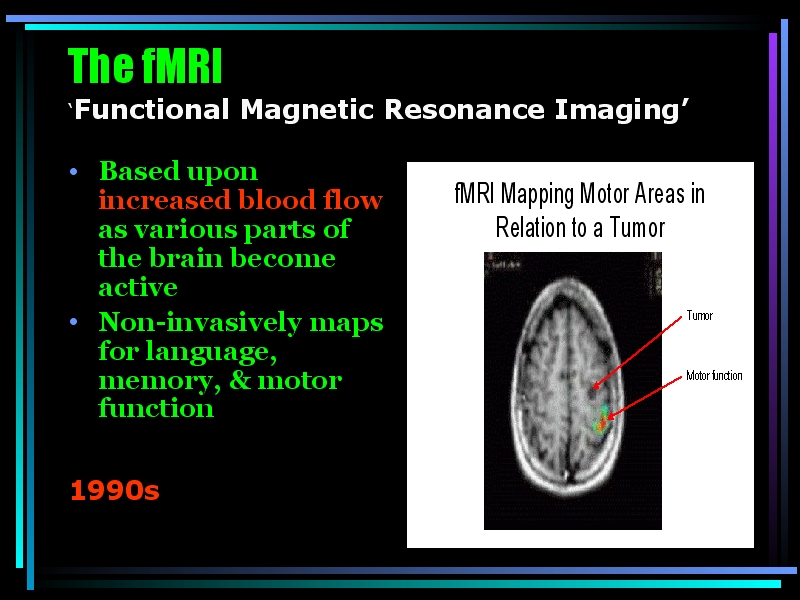 The fMRI
‘Functional Magnetic Resonance Imaging’
• Based upon
increased blood flow
as various parts of
the brain become
active
• Non-invasively maps
for language,
memory, & motor
function
1990s
fMRI Mapping Motor Areas in
Relation to a Tumor
Tumor
Motor function